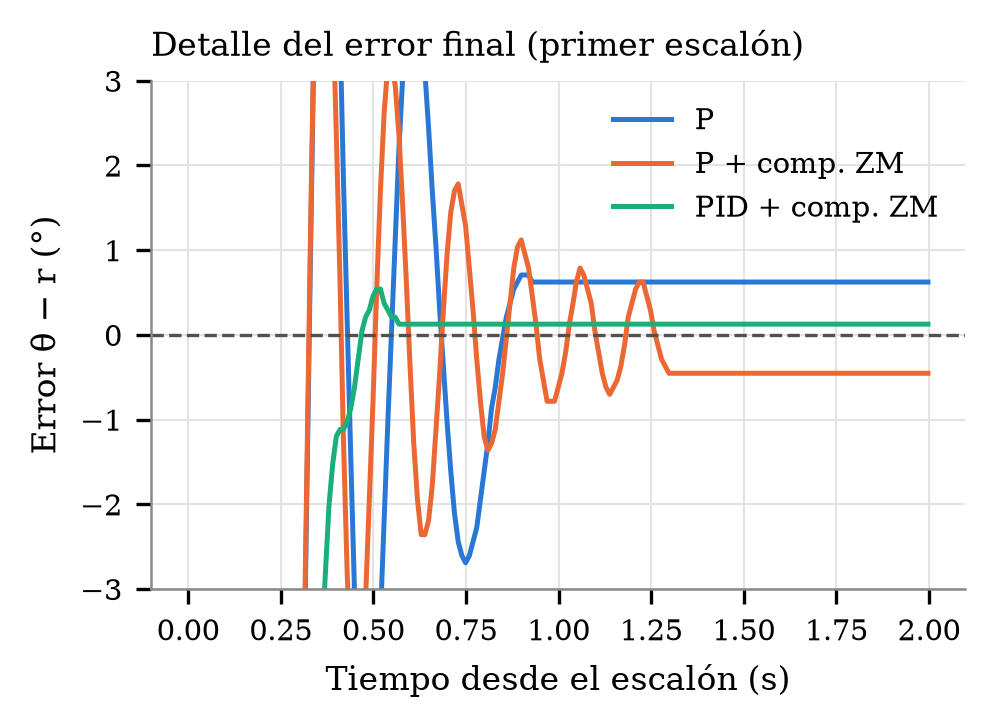 Detalle del error final (primer escalón)
3
2
1
0
−1
−2
−3
Error θ − r (°)
P
P + comp. ZM
PID + comp. ZM
0.00 0.25 0.50 0.75 1.00 1.25 1.50 1.75 2.00
Tiempo desde el escalón (s)